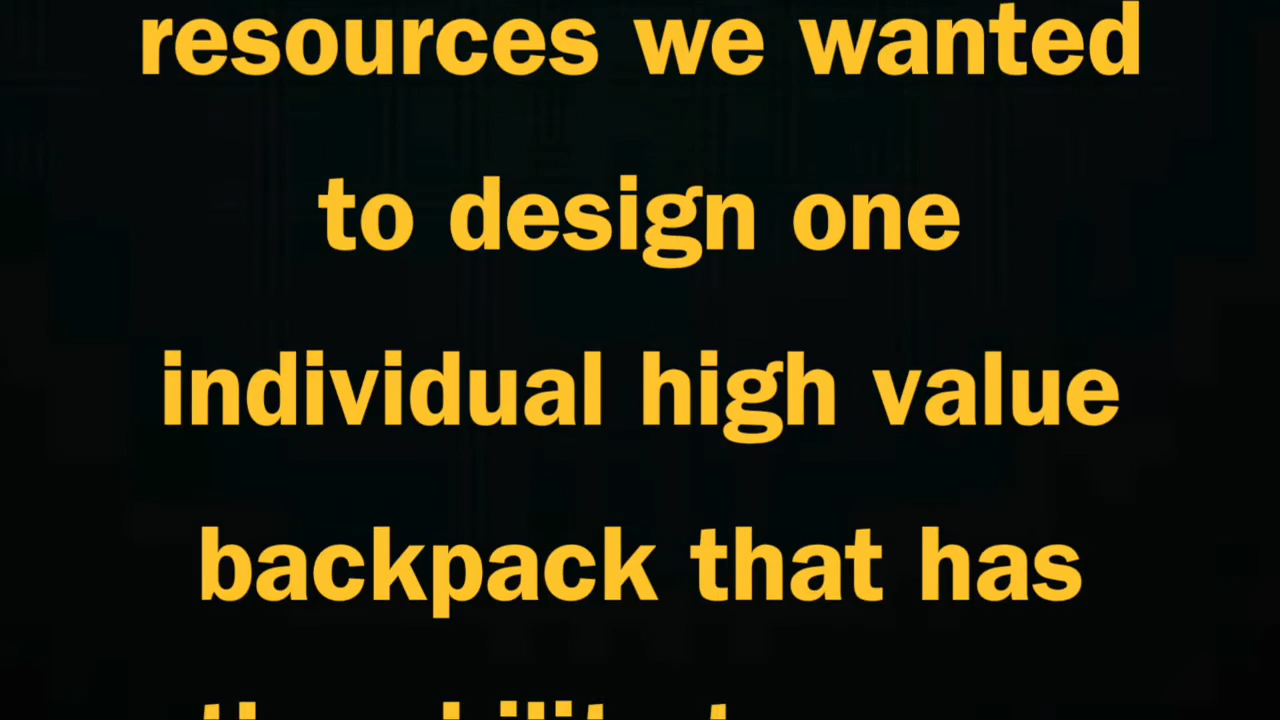 resources we wanted
to design one
individual high value
backpack that has